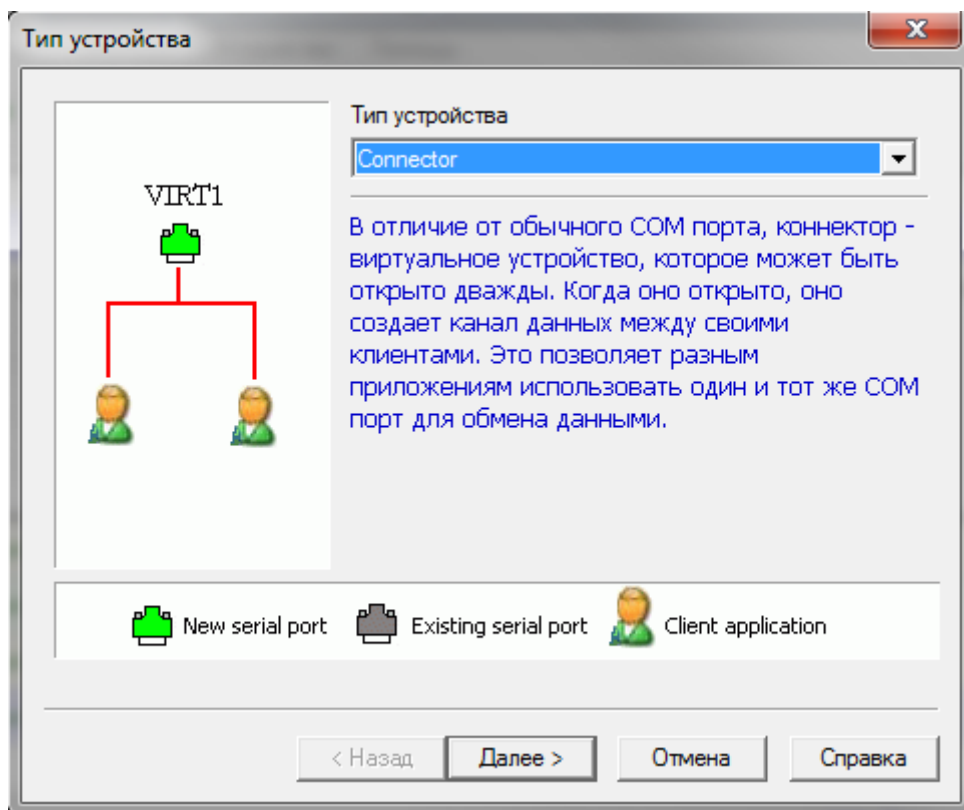 Тип устройства
Тип устройства
Connector
VIRT1
В отличие от обычного COM порта, коннектор -
виртуальное устройство, которое может быть
открыто дважды. Когда оно открыто, оно
создает канал данных между своими
клиентами. Это позволяет разным
приложениям использовать один и тот же COM
порт для обмена данными.
New serial port Existing serial port Client application
< Назад Далее > Отмена Справка